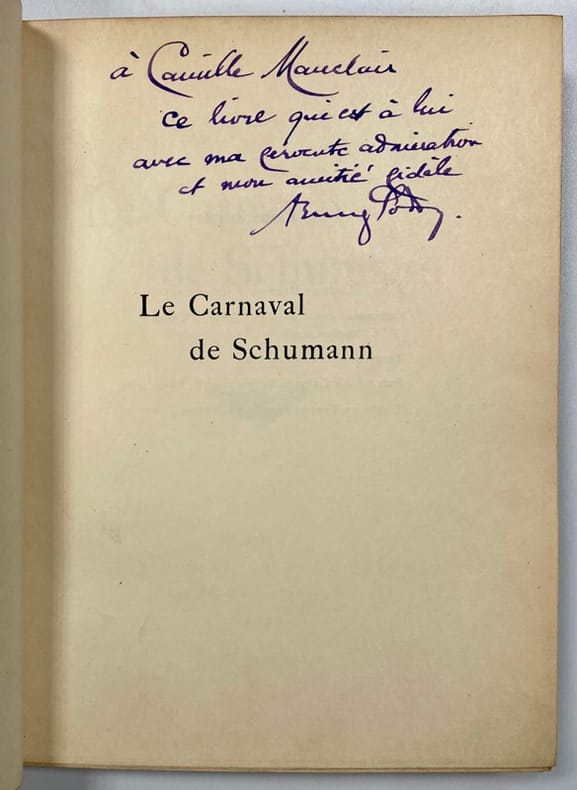 à Camille Mauclair
ce livre qui est à lui
avec ma fervente admiration
et mon amitié fidèle
Le Carnaval
de Schumann